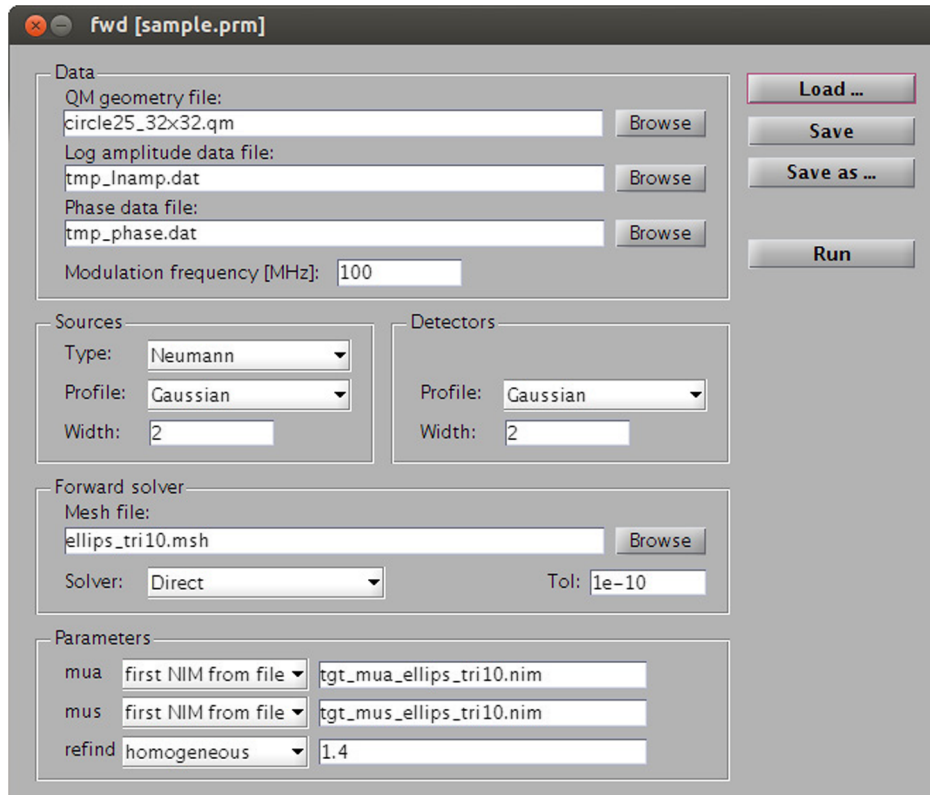 fwd [sample.prm]
Data
QM geometry file:
circle25_32x32.qm Browse
Log amplitude data file:
tmp_lnamp.dat Browse
Phase data file:
tmp_phase.dat Browse
Modulation frequency [MHz]: 100
Load ...
Save
Save as ...
Run
Sources
Type: Neumann
Profile: Gaussian
Width: 2
Detectors
Profile: Gaussian
Width: 2
Forward solver
Mesh file:
ellips_tri10.msh Browse
Solver: Direct Tol: 1e-10
Parameters
mua first NIM from file tgt_mua_ellips_tri10.nim
mus first NIM from file tgt_mus_ellips_tri10.nim
refind homogeneous 1.4